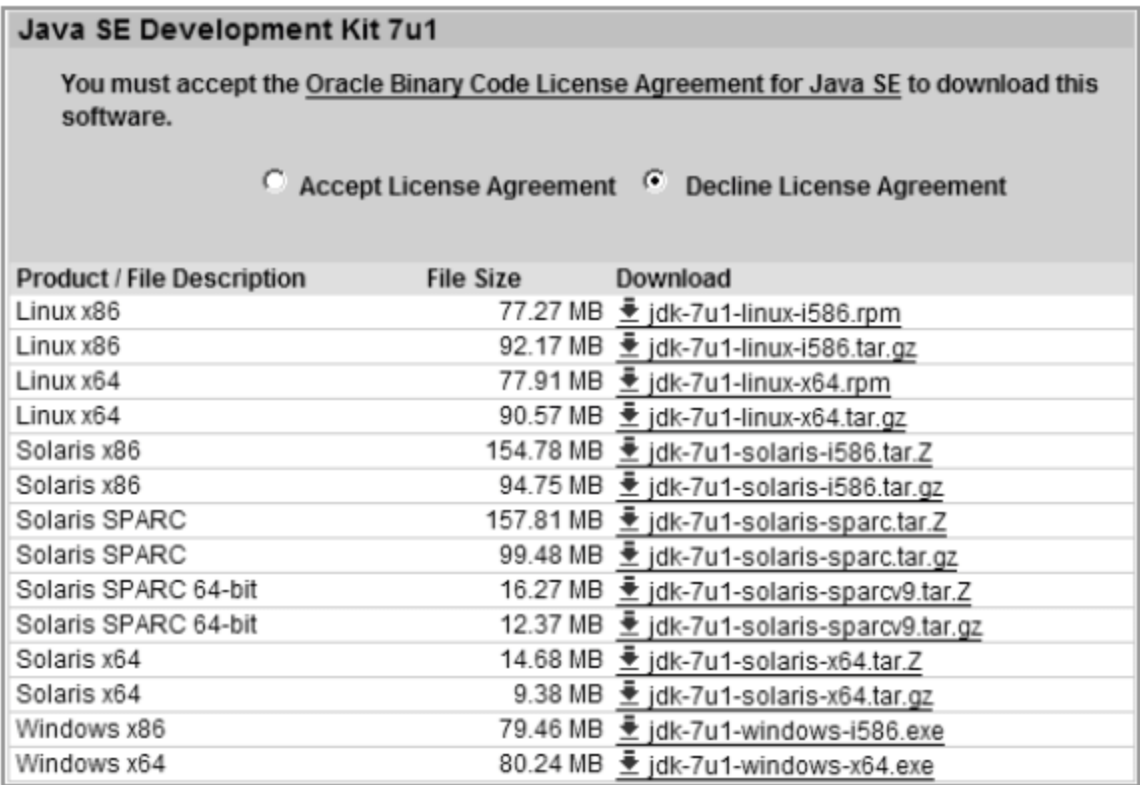 Java SE Development Kit 7u1
You must accept the Oracle Binary Code License Agreement for Java SE to download this
software.
Accept License Agreement Decline License Agreement
Product / File Description File Size Download
Linux x86 77.27 MB jdk-7u1-linux-i586.rpm
Linux x86 92.17 MB jdk-7u1-linux-i586.tar.gz
Linux x64 77.91 MB jdk-7u1-linux-x64.rpm
Linux x64 90.57 MB jdk-7u1-linux-x64.tar.gz
Solaris x86 154.78 MB jdk-7u1-solaris-i586.tar.Z
Solaris x86 94.75 MB jdk-7u1-solaris-i586.tar.gz
Solaris SPARC 157.81 MB jdk-7u1-solaris-sparc.tar.Z
Solaris SPARC 99.48 MB jdk-7u1-solaris-sparc.tar.gz
Solaris SPARC 64-bit 16.27 MB jdk-7u1-solaris-sparcv9.tar.Z
Solaris SPARC 64-bit 12.37 MB jdk-7u1-solaris-sparcv9.tar.gz
Solaris x64 14.68 MB jdk-7u1-solaris-x64.tar.Z
Solaris x64 9.38 MB jdk-7u1-solaris-x64.tar.gz
Windows x86 79.46 MB jdk-7u1-windows-i586.exe
Windows x64 80.24 MB jdk-7u1-windows-x64.exe